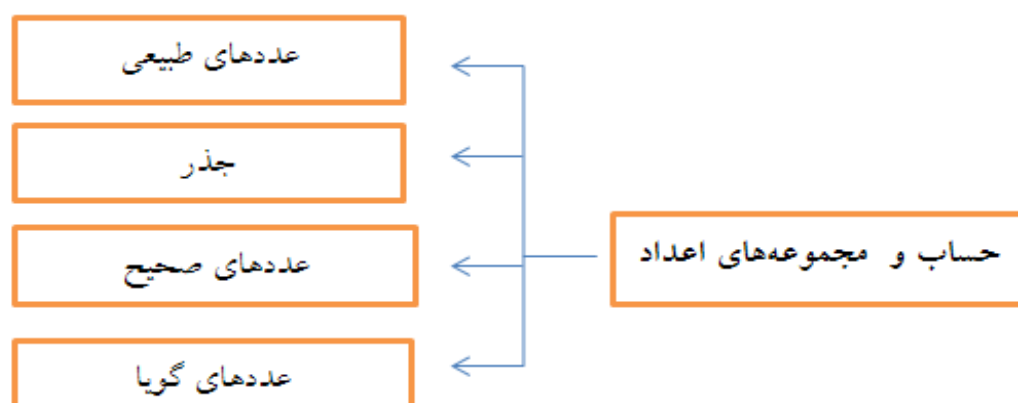 حساب و مجموعه‌های اعداد
عددهای طبیعی
جذر
عددهای صحیح
عددهای گویا